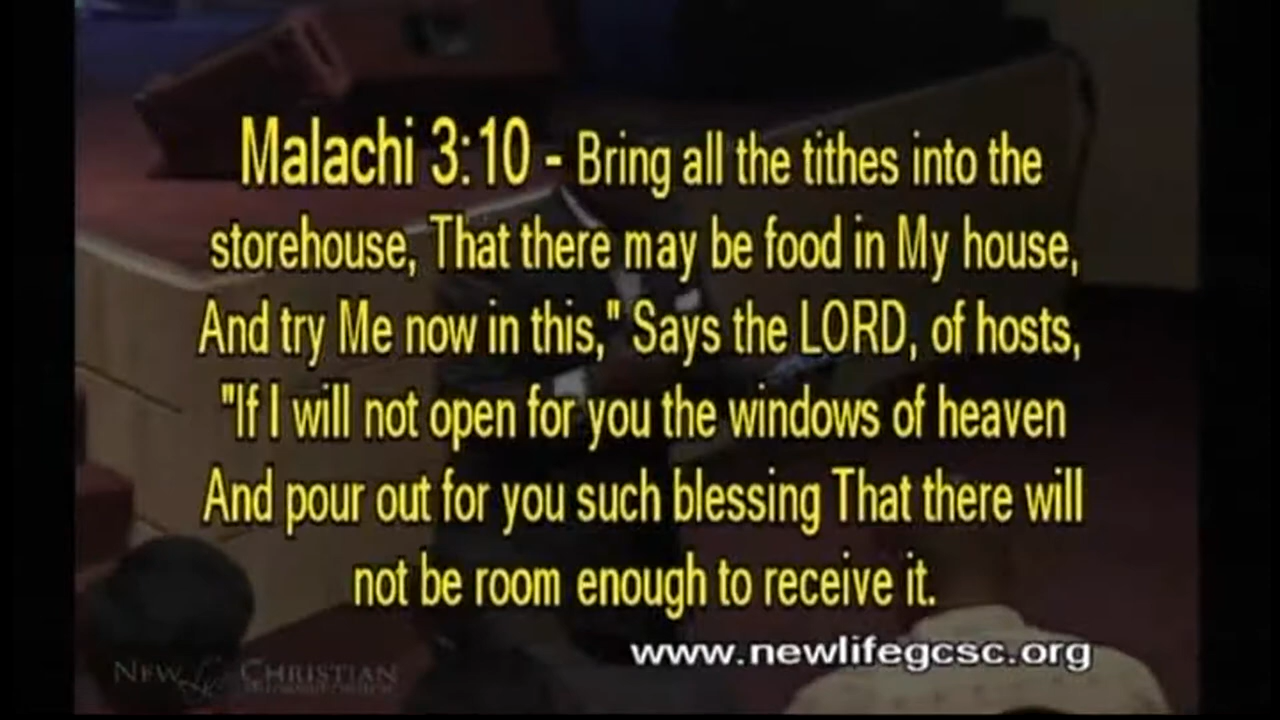 Malachi 3:10 - Bring all the tithes into the
storehouse, That there may be food in My house,
And try Me now in this," Says the LORD, of hosts,
"If I will not open for you the windows of heaven
And pour out for you such blessing That there will
not be room enough to receive it.
www.newlifegcsc.org
NEW Life CHRISTIAN